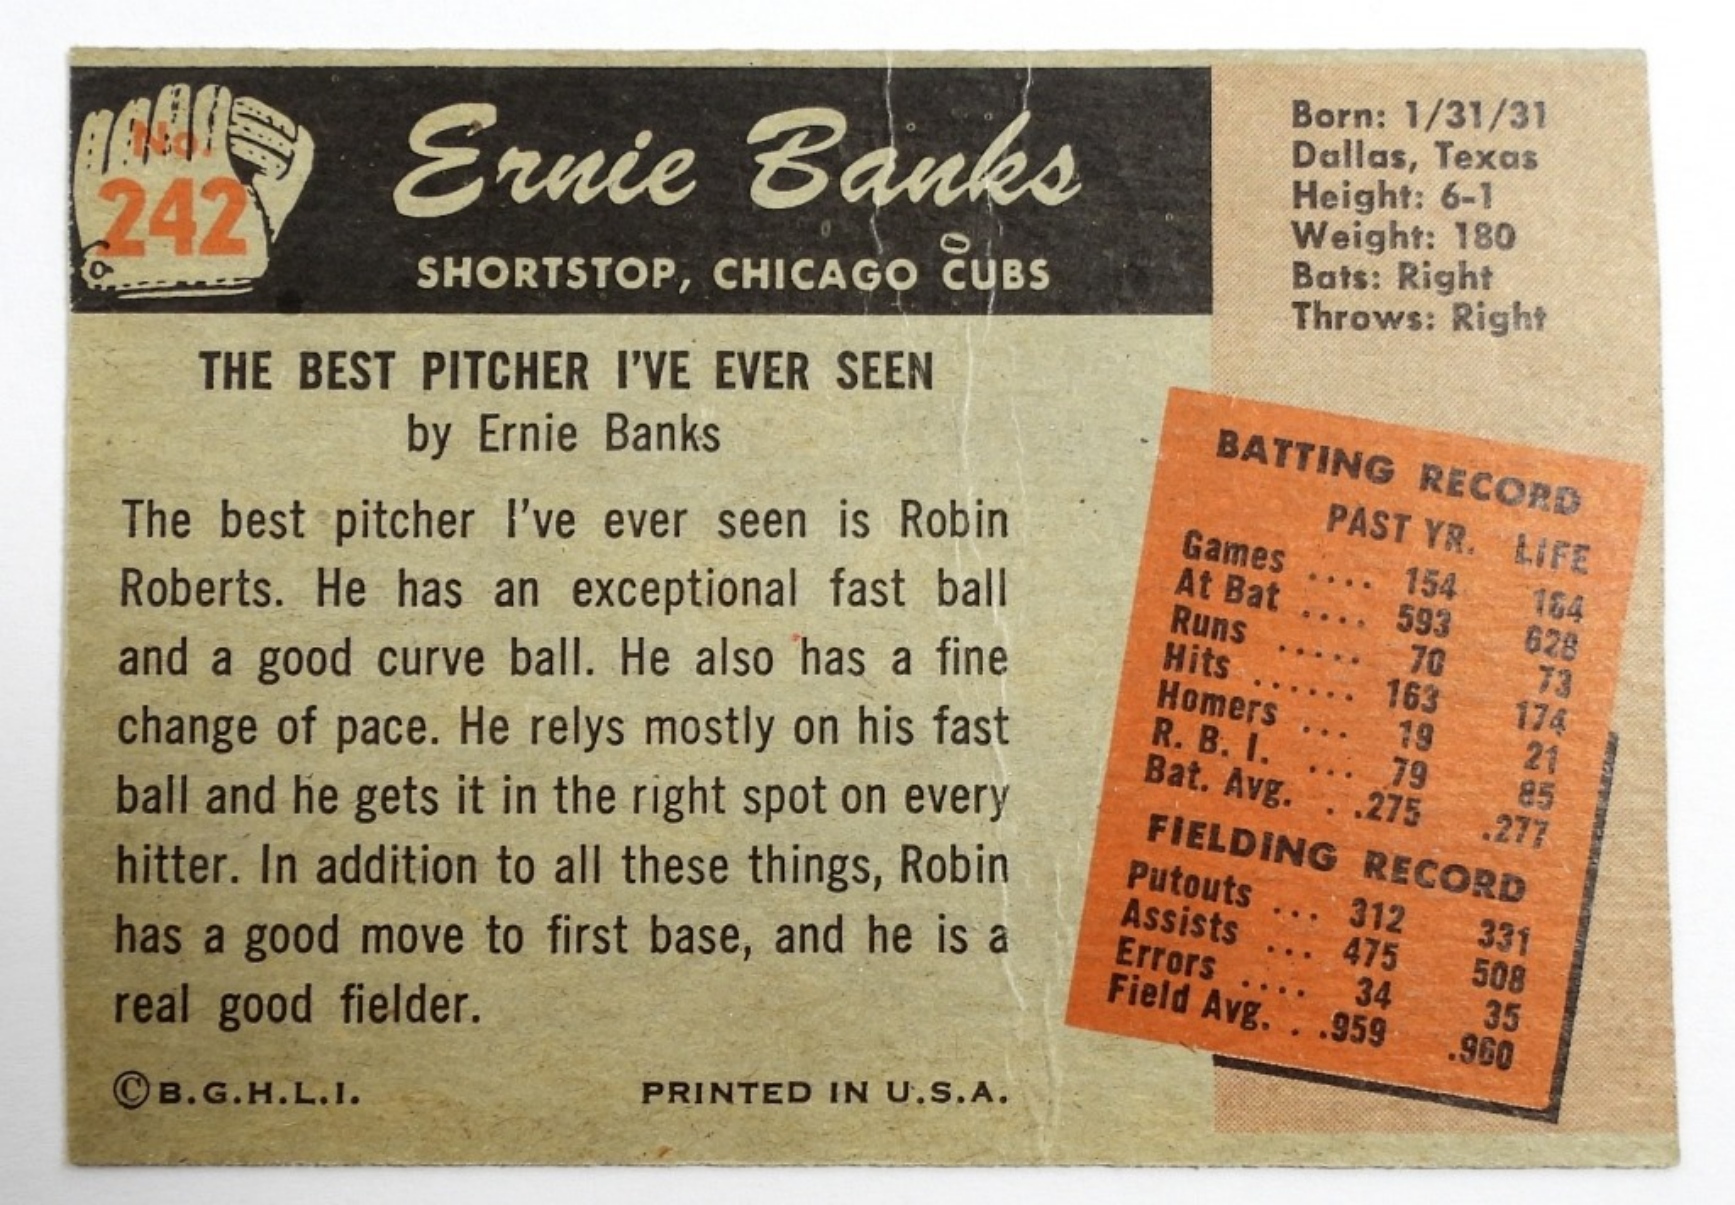 No.
242
Ernie Banks
SHORTSTOP, CHICAGO CUBS
Born: 1/31/31
Dallas, Texas
Height: 6-1
Weight: 180
Bats: Right
Throws: Right
THE BEST PITCHER I'VE EVER SEEN
by Ernie Banks
The best pitcher I've ever seen is Robin
Roberts. He has an exceptional fast ball
and a good curve ball. He also has a fine
change of pace. He relys mostly on his fast
ball and he gets it in the right spot on every
hitter. In addition to all these things, Robin
has a good move to first base, and he is a
real good fielder.
©B.G.H.L.I. PRINTED IN U.S.A.
BATTING RECORD
PAST YR. LIFE
Games .... 154 164
At Bat .... 593 628
Runs ..... 70 73
Hits ...... 163 174
Homers ... 19 21
R. B. I. ... 79 85
Bat. Avg. . .275 .277
FIELDING RECORD
Putouts ... 312 331
Assists ... 475 508
Errors .... 34 35
Field Avg. . .959 .960